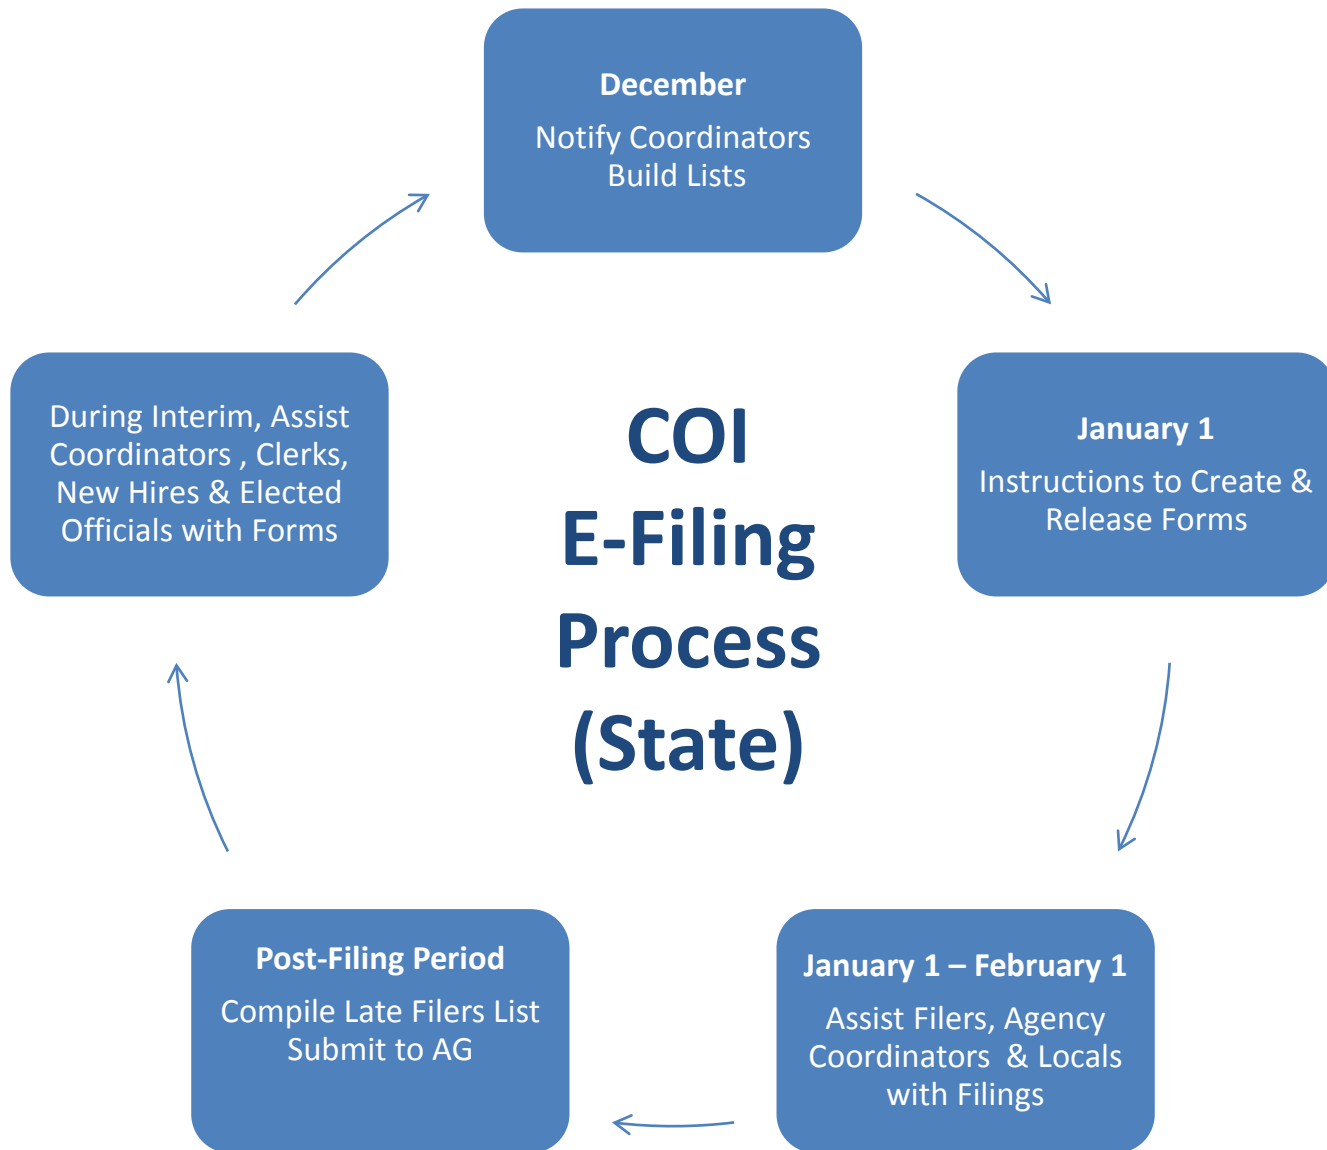 December
Notify Coordinators
Build Lists
During Interim, Assist
Coordinators , Clerks,
New Hires & Elected
Officials with Forms
COI
E-Filing
Process
(State)
January 1
Instructions to Create &
Release Forms
Post-Filing Period
Compile Late Filers List
Submit to AG
January 1 – February 1
Assist Filers, Agency
Coordinators  & Locals
with Filings